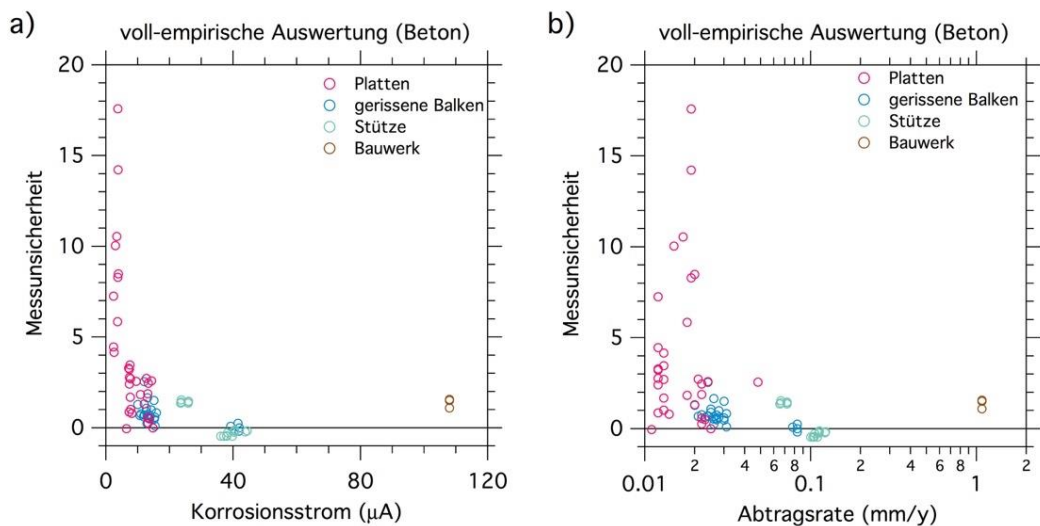 a)
voll-empirische Auswertung (Beton)
20
15
10
5
0
Messunsicherheit
Platten
gerissene Balken
Stütze
Bauwerk
0
40
80
120
Korrosionsstrom (μA)
b)
voll-empirische Auswertung (Beton)
20
15
10
5
0
Messunsicherheit
Platten
gerissene Balken
Stütze
Bauwerk
0.01 2 4 6 8 0.1 2 4 6 8 1 2
Abtragsrate (mm/y)